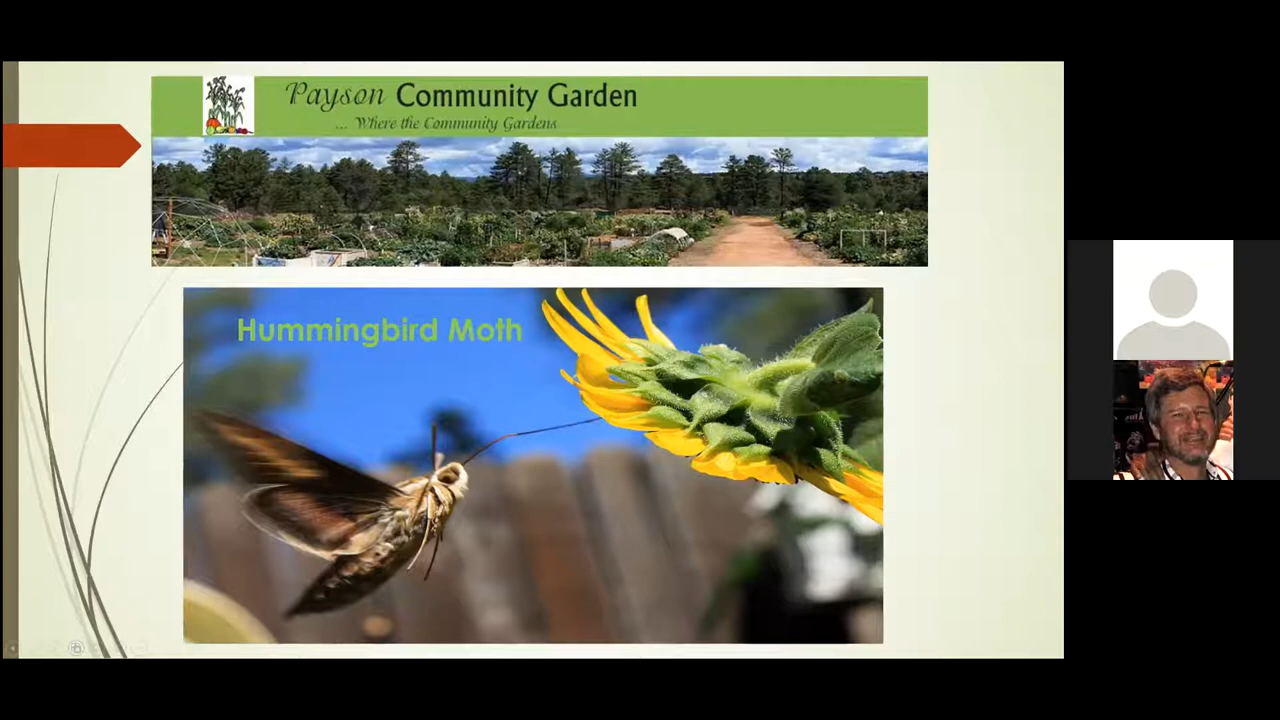 Payson Community Garden
... Where the Community Gardens
Hummingbird Moth